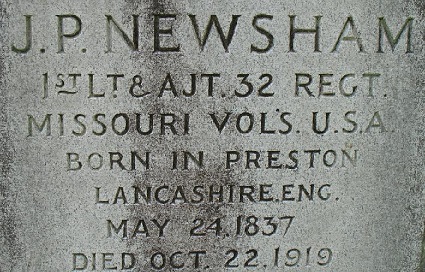 J.P. NEWSHAM
1ST LT & AJT. 32 REGT.
MISSOURI VOL'S. U.S.A
BORN IN PRESTON
LANCASHIRE.ENG.
MAY 24.1837
DIED OCT. 22.1919